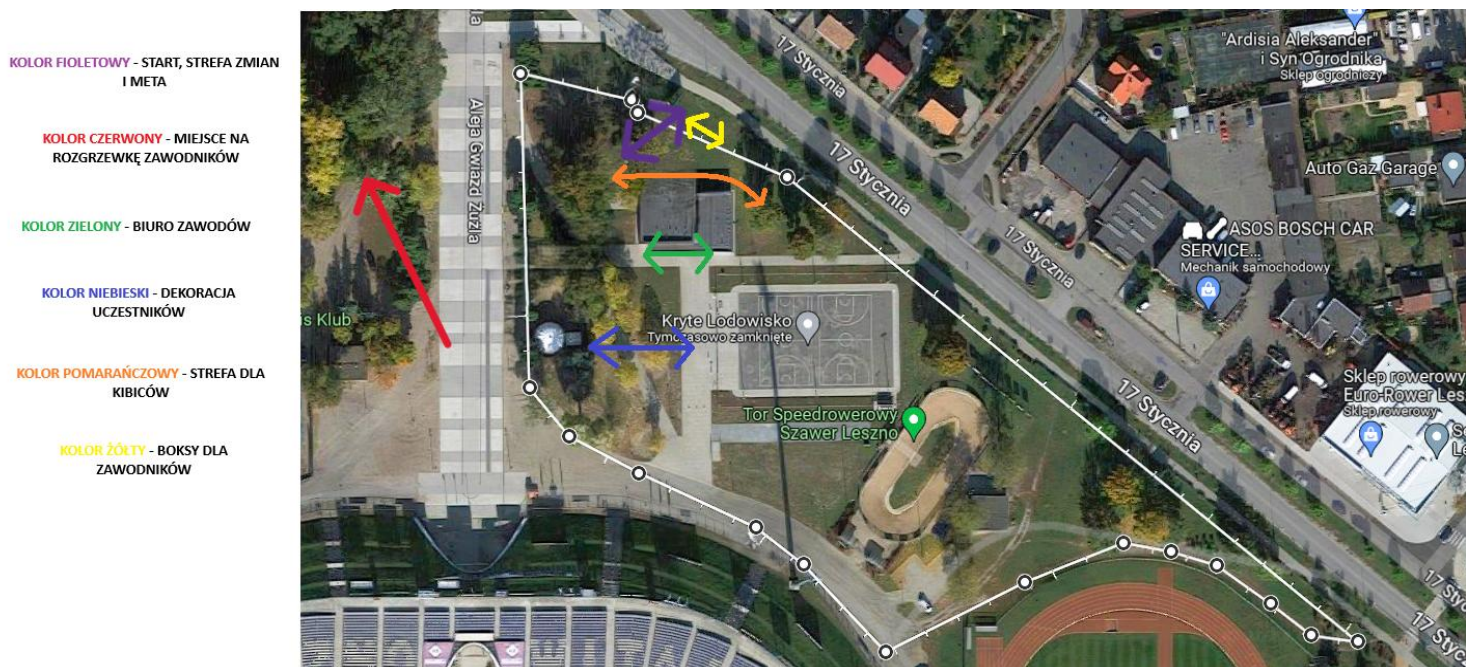 KOLOR FIOLETOWY - START, STREFA ZMIAN
I META
KOLOR CZERWONY - MIEJSCE NA
ROZGRZEWKĘ ZAWODNIKÓW
KOLOR ZIELONY - BIURO ZAWODÓW
KOLOR NIEBIESKI - DEKORACJA
UCZESTNIKÓW
KOLOR POMARAŃCZOWY - STREFA DLA
KIBICÓW
KOLOR ŻÓŁTY - BOKSY DLA
ZAWODNIKÓW
Aleja Gwiazd Żużla
17 Stycznia
"Ardisia Aleksander"
i Syn Ogrodnika
Sklep ogrodniczy
Auto Gaz Garage
17 Stycznia
17 Stycznia
ASOS BOSCH CAR
SERVICE...
Mechanik samochodowy
is Klub
Kryte Lodowisko
Tymczasowo zamknięte
17 Stycznia
Sklep rowerowy
Euro-Rower Les
Sklep rowerowy
Tor Speedrowerowy
Szawer Leszno
17 Stycznia